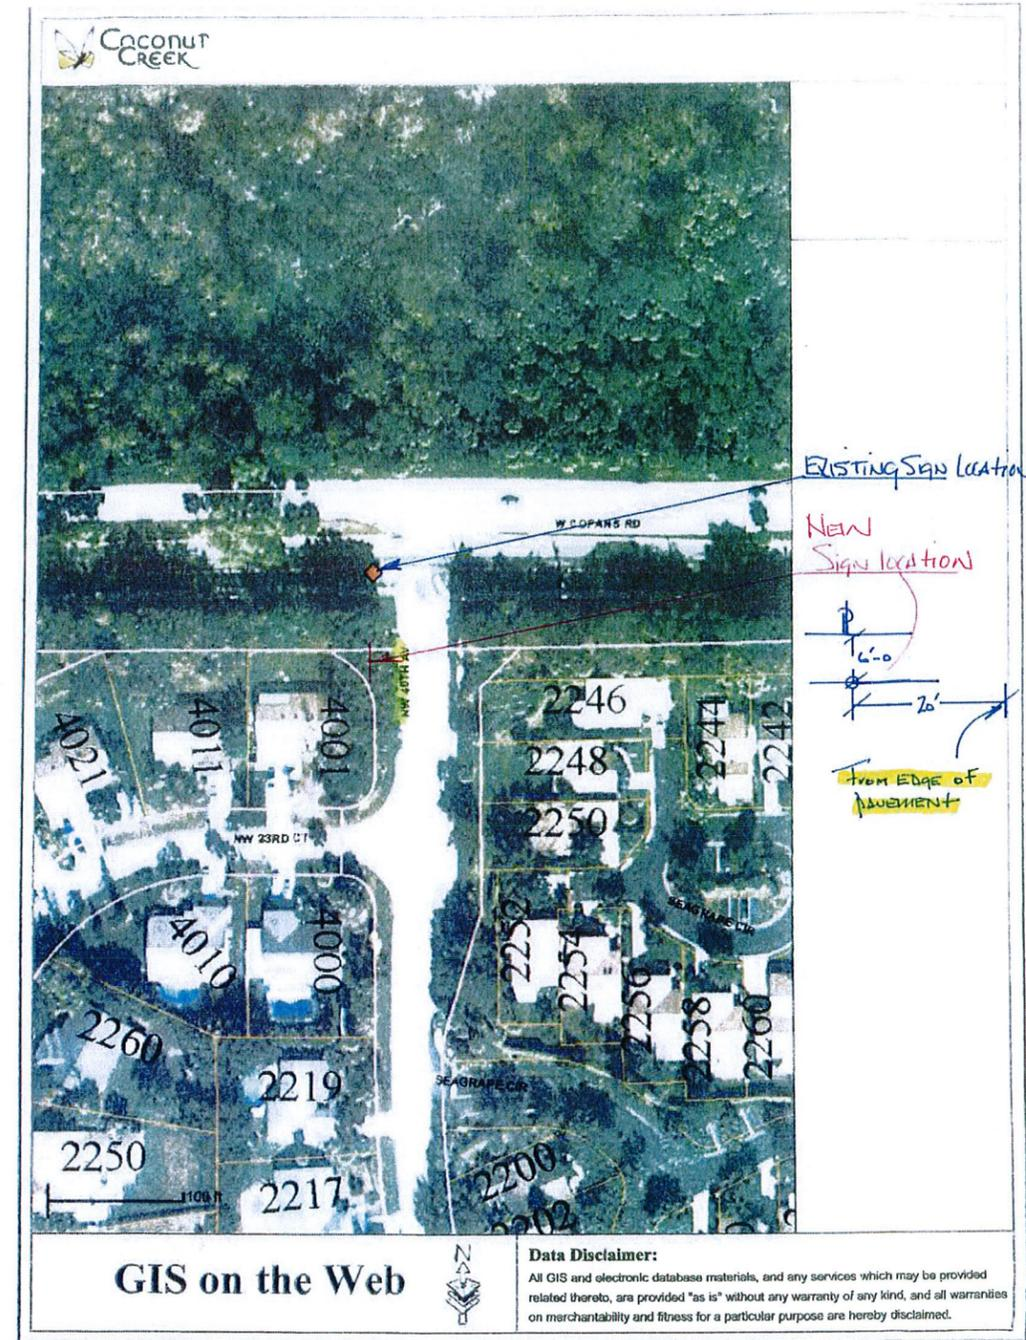 Coconut
Creek
W COPANS RD
EXISTING SIGN LOCATION
NEW
Sign location
P
6'-0
20'
FROM EDGE OF
PAVEMENT
NW 40TH AV
4021
4011
4001
2246
2248
2250
2244
2242
NW 23RD CT
SEAGRAPE CIR
4010
4000
2252
2254
2256
2258
2260
2260
2219
SEAGRAPE CIR
2250
2217
2200
2202
100 ft
GIS on the Web
N
Data Disclaimer:
All GIS and electronic database materials, and any services which may be provided
related thereto, are provided "as is" without any warranty of any kind, and all warranties
on merchantability and fitness for a particular purpose are hereby disclaimed.